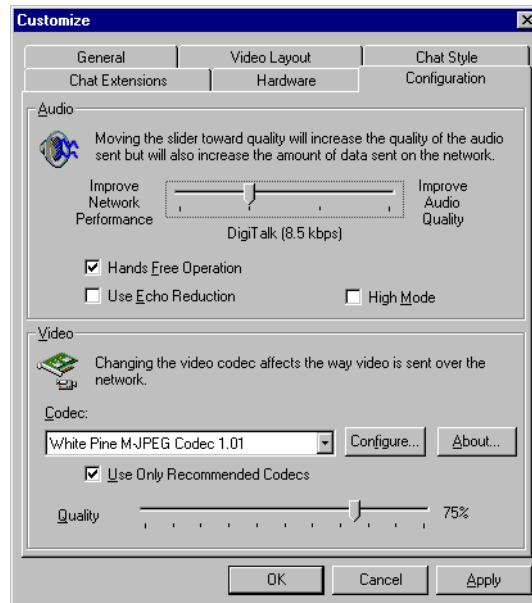 Customize
General
Video Layout
Chat Style
Chat Extensions
Hardware
Configuration
Audio
Moving the slider toward quality will increase the quality of the audio
sent but will also increase the amount of data sent on the network.
Improve
Network
Performance
Improve
Audio
Quality
DigiTalk (8.5 kbps)
Hands Free Operation
Use Echo Reduction
High Mode
Video
Changing the video codec affects the way video is sent over the
network.
Codec:
White Pine M-JPEG Codec 1.01
Configure...
About...
Use Only Recommended Codecs
Quality
75%
OK
Cancel
Apply